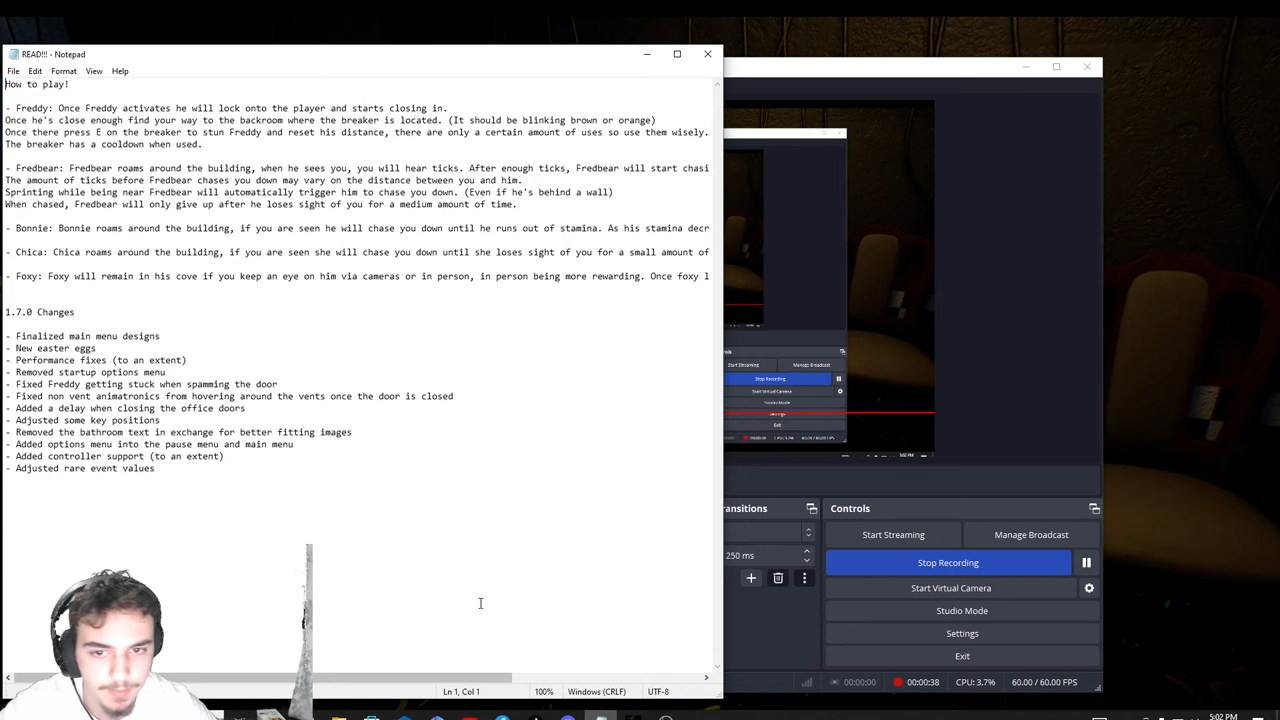 READ!!! - Notepad
File Edit Format View Help
How to play!
- Freddy: Once Freddy activates he will lock onto the player and starts closing in.
Once he's close enough find your way to the backroom where the breaker is located. (It should be blinking brown or orange)
Once there press E on the breaker to stun Freddy and reset his distance, there are only a certain amount of uses so use them wisely.
The breaker has a cooldown when used.
- Fredbear: Fredbear roams around the building, when he sees you, you will hear ticks. After enough ticks, Fredbear will start chasi
The amount of ticks before Fredbear chases you down may vary on the distance between you and him.
Sprinting while being near Fredbear will automatically trigger him to chase you down. (Even if he's behind a wall)
When chased, Fredbear will only give up after he loses sight of you for a medium amount of time.
- Bonnie: Bonnie roams around the building, if you are seen he will chase you down until he runs out of stamina. As his stamina decr
- Chica: Chica roams around the building, if you are seen she will chase you down until she loses sight of you for a small amount of
- Foxy: Foxy will remain in his cove if you keep an eye on him via cameras or in person, in person being more rewarding. Once foxy l
1.7.0 Changes
- Finalized main menu designs
- New easter eggs
- Performance fixes (to an extent)
- Removed startup options menu
- Fixed Freddy getting stuck when spamming the door
- Fixed non vent animatronics from hovering around the vents once the door is closed
- Added a delay when closing the office doors
- Adjusted some key positions
- Removed the bathroom text in exchange for better fitting images
- Added options menu into the pause menu and main menu
- Added controller support (to an extent)
- Adjusted rare event values
Ln 1, Col 1
100%
Windows (CRLF)
UTF-8
Start Streaming
Manage Broadcast
Stop Recording
Start Virtual Camera
Studio Mode
Exit
ansitions
250 ms
Controls
Start Streaming
Manage Broadcast
Stop Recording
Start Virtual Camera
Studio Mode
Settings
Exit
00:00:00
00:00:38
CPU: 3.7%
60.00 / 60.00 FPS
5:02 PM